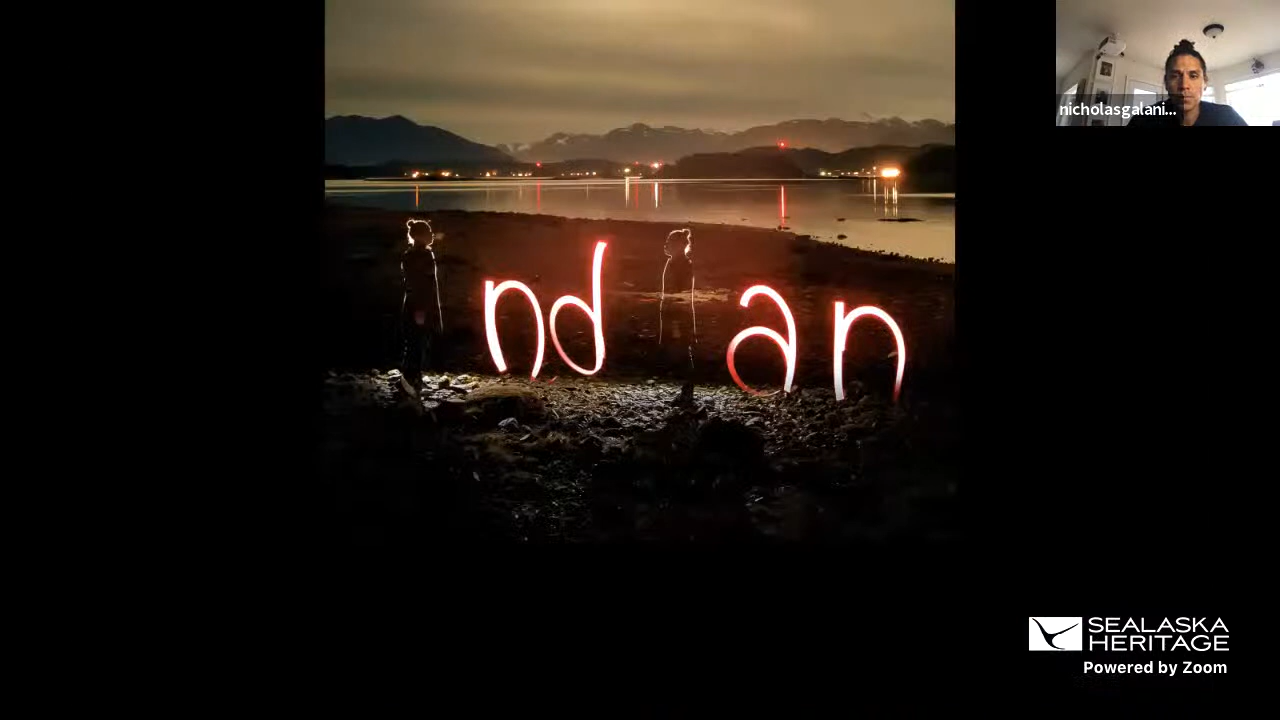 nicholasgalani...
nd an
SEALASKA
HERITAGE
Powered by Zoom